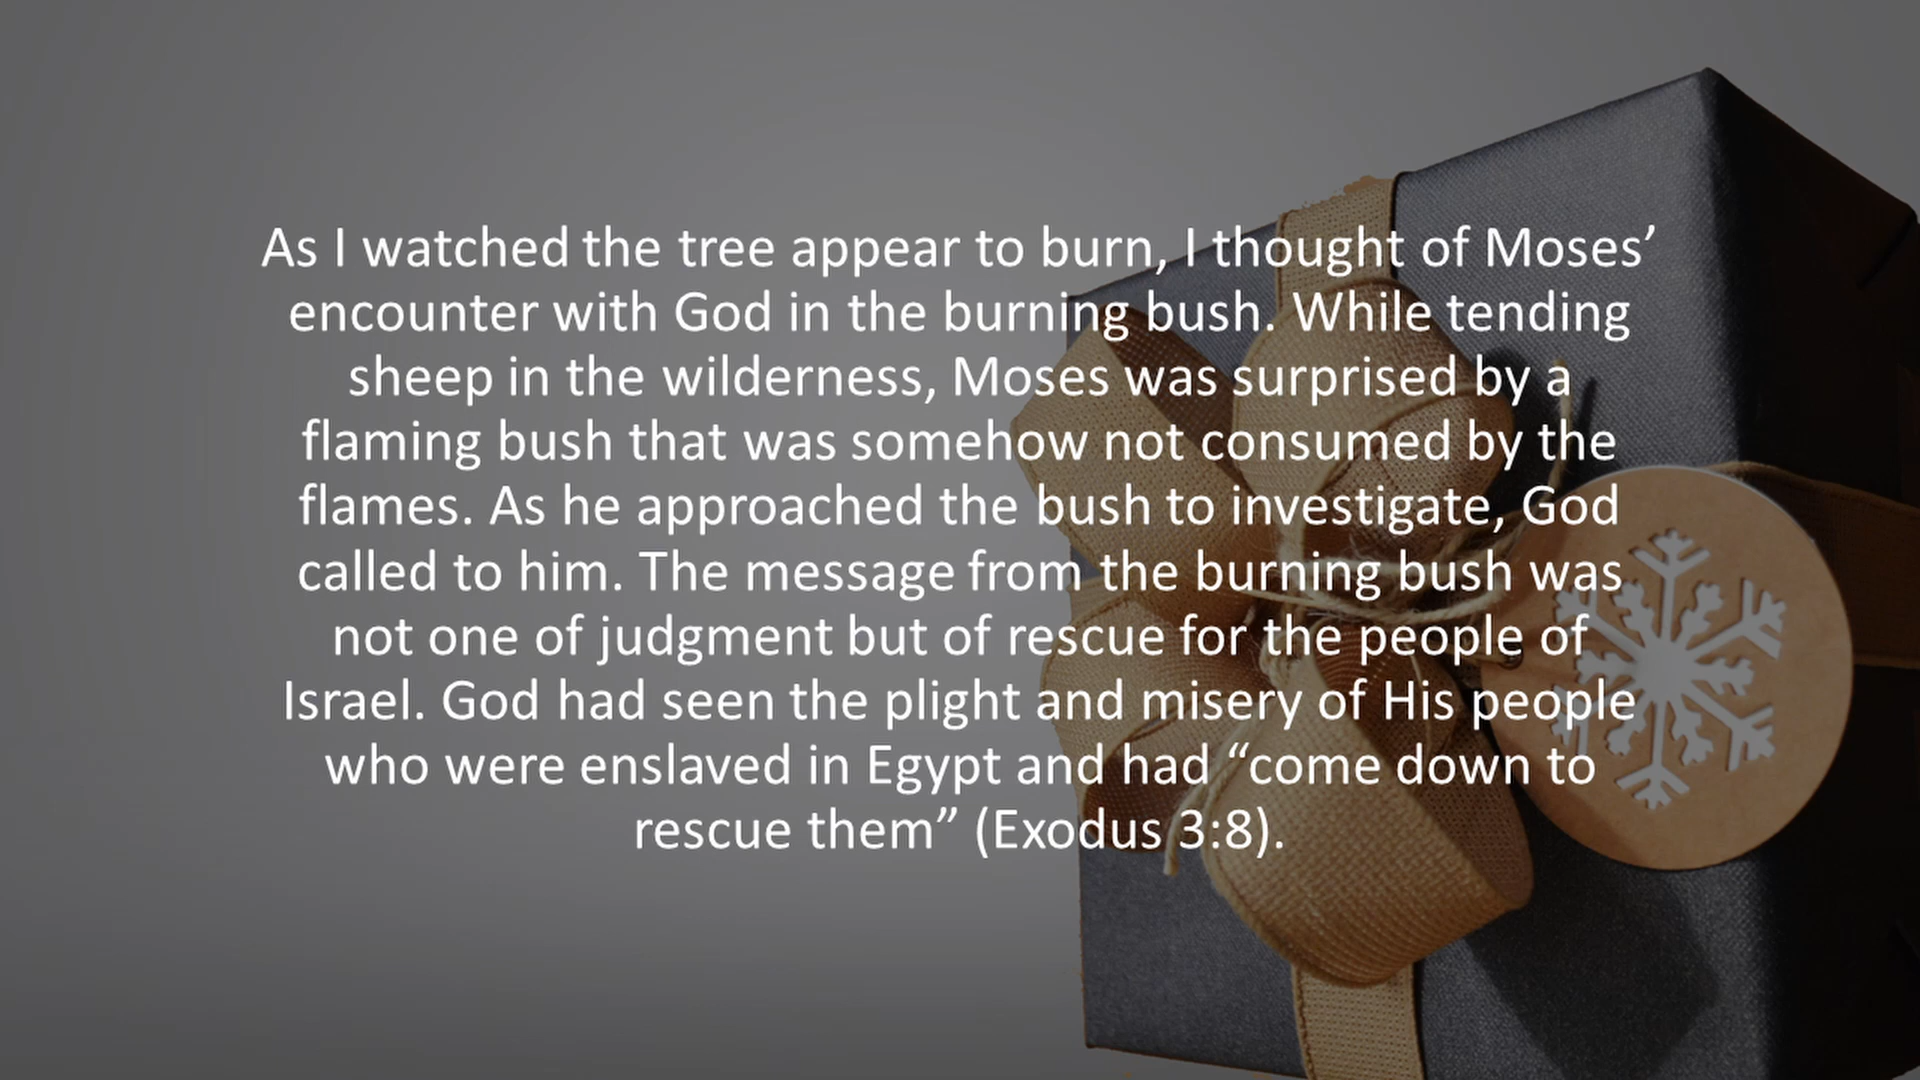 As I watched the tree appear to burn, I thought of Moses’
encounter with God in the burning bush. While tending
sheep in the wilderness, Moses was surprised by a
flaming bush that was somehow not consumed by the
flames. As he approached the bush to investigate, God
called to him. The message from the burning bush was
not one of judgment but of rescue for the people of
Israel. God had seen the plight and misery of His people
who were enslaved in Egypt and had “come down to
rescue them” (Exodus 3:8).